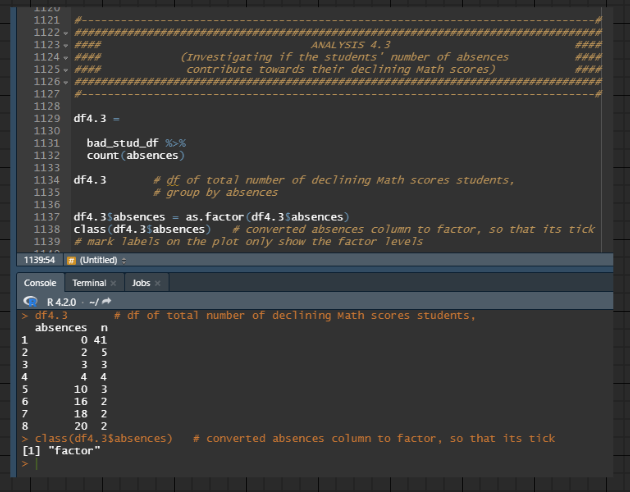 1120
1121 #------------------------------------------------------------------------------#
1122 ################################################################################
1123 #### ANALYSIS 4.3 ####
1124 #### (Investigating if the students' number of absences ####
1125 #### contribute towards their declining Math scores) ####
1126 ################################################################################
1127 #------------------------------------------------------------------------------#
1128
1129 df4.3 =
1130
1131 bad_stud_df %>%
1132 count(absences)
1133
1134 df4.3 # df of total number of declining Math scores students,
1135 # group by absences
1136
1137 df4.3$absences = as.factor(df4.3$absences)
1138 class(df4.3$absences) # converted absences column to factor, so that its tick
1139 # mark labels on the plot only show the factor levels
1139:54 # (Untitled)
Console Terminal Jobs
R 4.2.0 · ~/
> df4.3 # df of total number of declining Math scores students,
absences n
1 0 41
2 2 5
3 3 3
4 4 4
5 10 3
6 16 2
7 18 2
8 20 2
> class(df4.3$absences) # converted absences column to factor, so that its tick
[1] "factor"
>